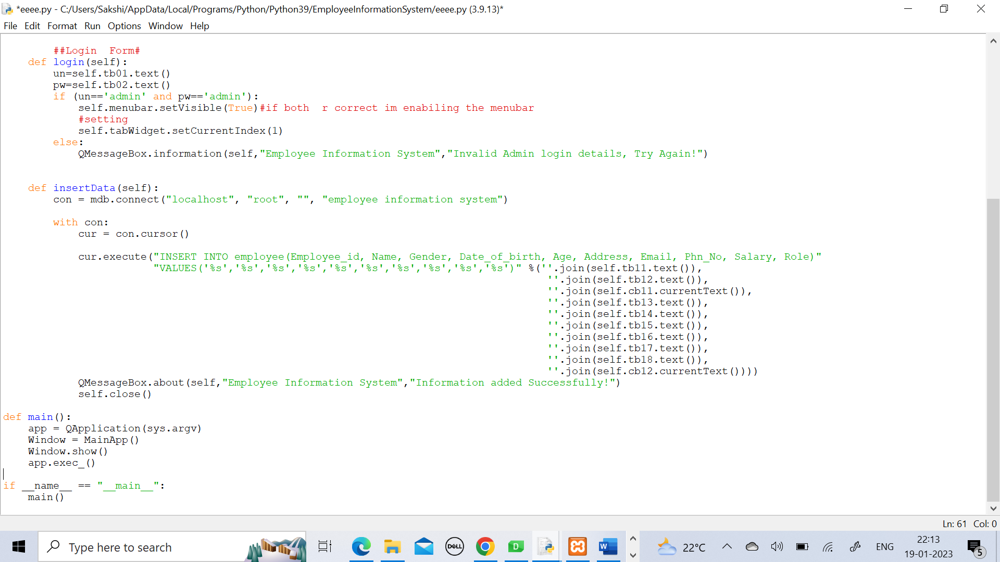 *eeee.py - C:/Users/Sakshi/AppData/Local/Programs/Python/Python39/EmployeeInformationSystem/eeee.py (3.9.13)*
File Edit Format Run Options Window Help
        ##Login  Form#
    def login(self):
        un=self.tb01.text()
        pw=self.tb02.text()
        if (un=='admin' and pw=='admin'):
            self.menubar.setVisible(True)#if both  r correct im enabiling the menubar
            #setting
            self.tabWidget.setCurrentIndex(1)
        else:
            QMessageBox.information(self,"Employee Information System","Invalid Admin login details, Try Again!")
    def insertData(self):
        con = mdb.connect("localhost", "root", "", "employee information system")
        with con:
            cur = con.cursor()
            cur.execute("INSERT INTO employee(Employee_id, Name, Gender, Date_of_birth, Age, Address, Email, Phn_No, Salary, Role)"
                        "VALUES('%s','%s','%s','%s','%s','%s','%s','%s','%s','%s')" %(''.join(self.tb11.text()),
                                                                                       ''.join(self.tb12.text()),
                                                                                       ''.join(self.cb11.currentText()),
                                                                                       ''.join(self.tb13.text()),
                                                                                       ''.join(self.tb14.text()),
                                                                                       ''.join(self.tb15.text()),
                                                                                       ''.join(self.tb16.text()),
                                                                                       ''.join(self.tb17.text()),
                                                                                       ''.join(self.tb18.text()),
                                                                                       ''.join(self.cb12.currentText())))
            QMessageBox.about(self,"Employee Information System","Information added Successfully!")
            self.close()
def main():
    app = QApplication(sys.argv)
    Window = MainApp()
    Window.show()
    app.exec_()
if __name__ == "__main__":
    main()
Ln: 61 Col: 0
Type here to search
DELL
D
W
22°C
ENG
22:13
19-01-2023
5